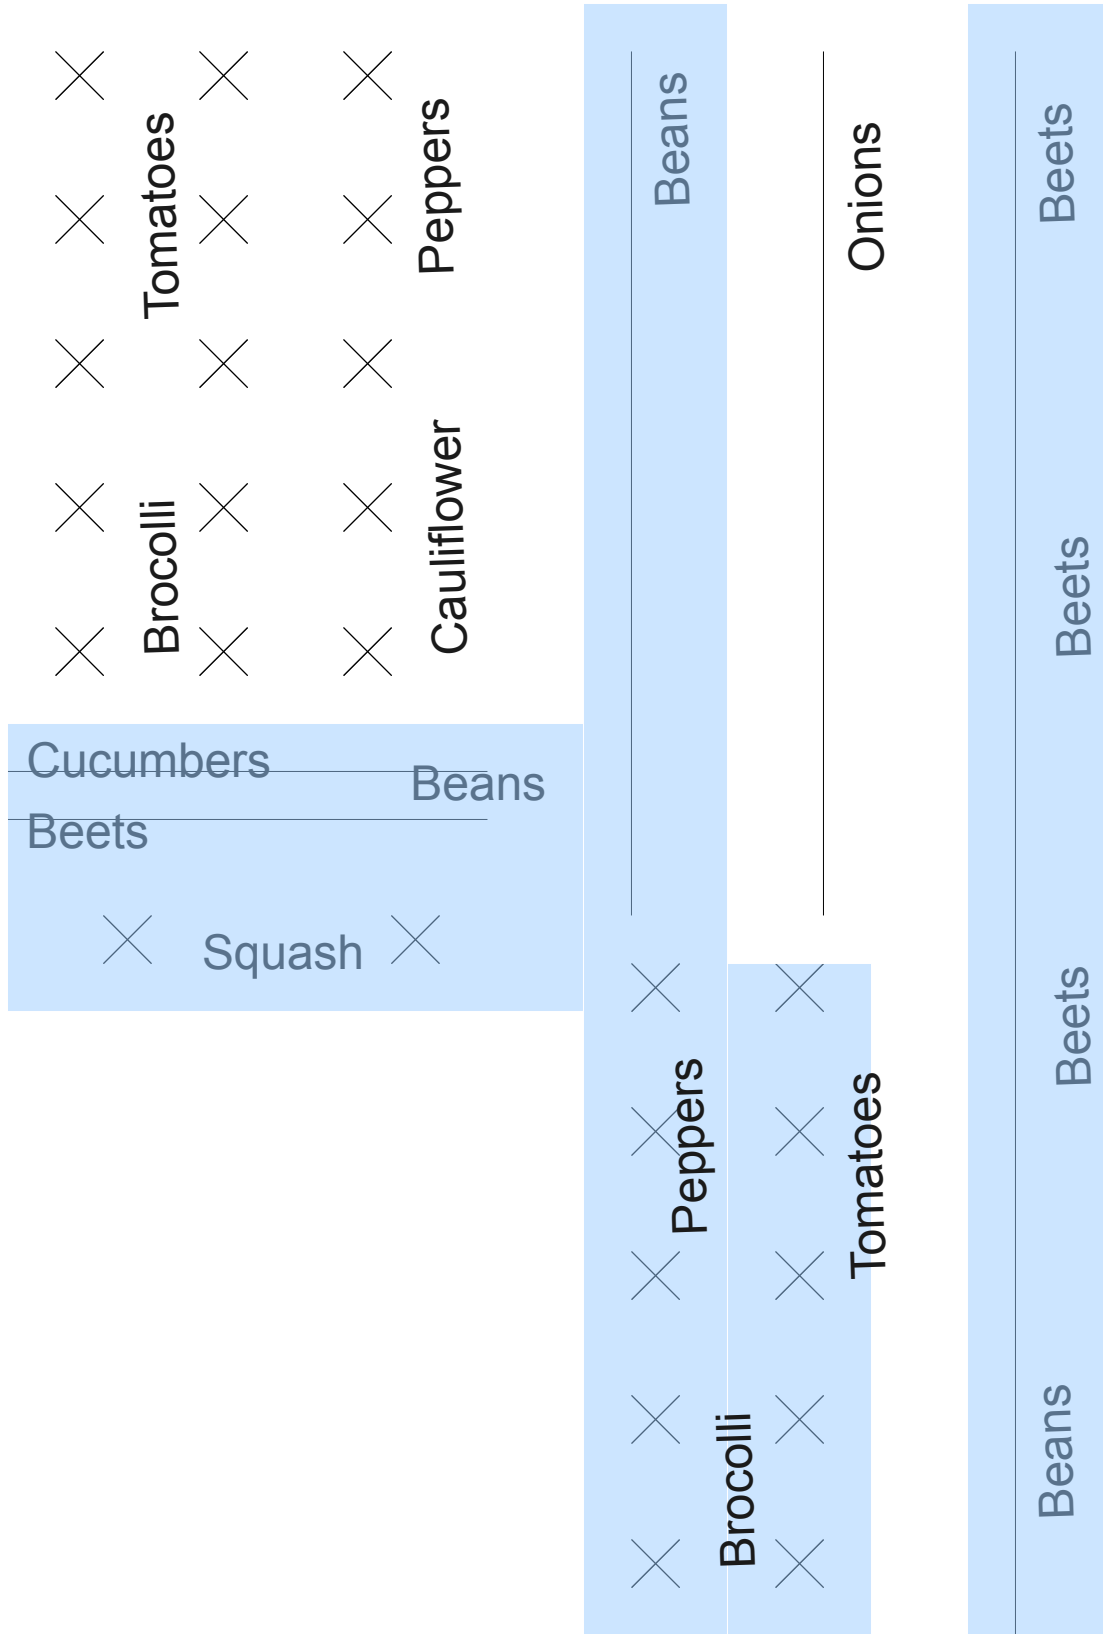 Tomatoes
Peppers
Beans
Onions
Beets
Brocolli
Cauliflower
Beets
Cucumbers
Beans
Beets
Squash
Peppers
Tomatoes
Beets
Brocolli
Beans